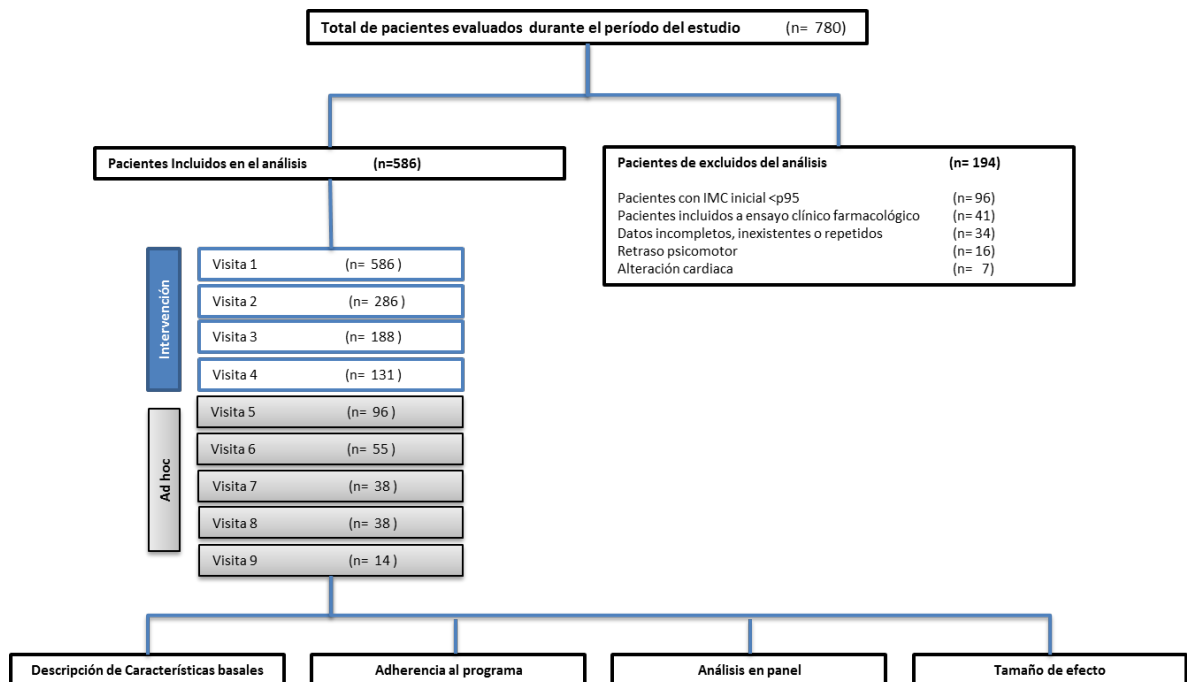 Total de pacientes evaluados durante el período del estudio (n= 780)
Pacientes Incluidos en el análisis (n=586)
Pacientes de excluidos del análisis (n= 194)
Pacientes con IMC inicial <p95 (n= 96)
Pacientes incluidos a ensayo clínico farmacológico (n= 41)
Datos incompletos, inexistentes o repetidos (n= 34)
Retraso psicomotor (n= 16)
Alteración cardiaca (n= 7)
Intervención
Visita 1 (n= 586)
Visita 2 (n= 286)
Visita 3 (n= 188)
Visita 4 (n= 131)
Ad hoc
Visita 5 (n= 96)
Visita 6 (n= 55)
Visita 7 (n= 38)
Visita 8 (n= 38)
Visita 9 (n= 14)
Descripción de Características basales
Adherencia al programa
Análisis en panel
Tamaño de efecto